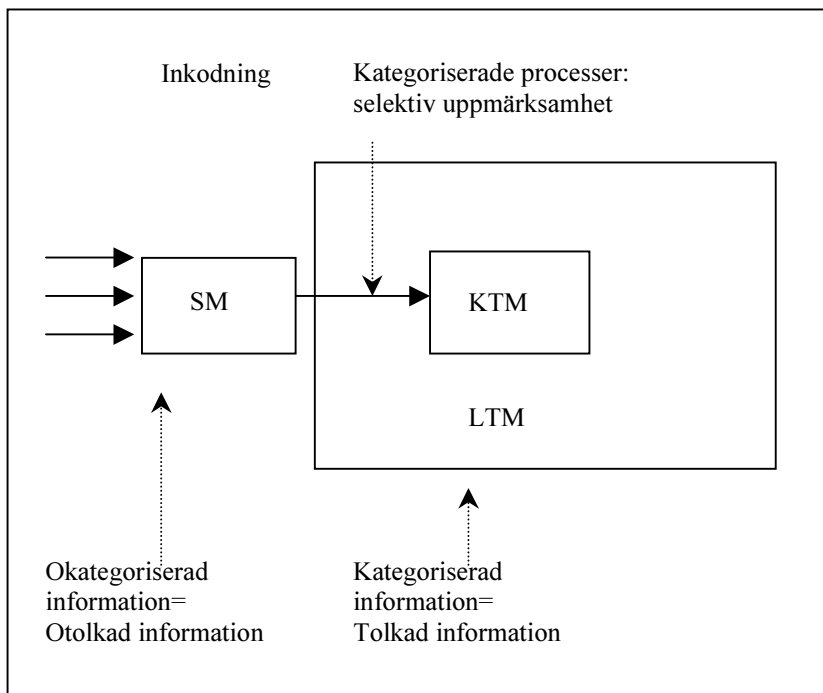 Inkodning
Kategoriserade processer:
selektiv uppmärksamhet
SM
KTM
LTM
Okategoriserad
information=
Otolkad information
Kategoriserad
information=
Tolkad information